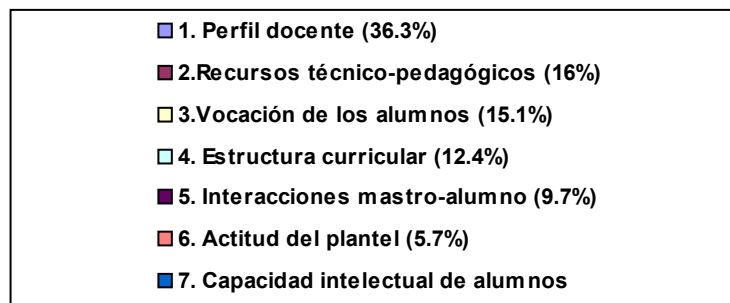 1. Perfil docente (36.3%)
2.Recursos técnico-pedagógicos (16%)
3.Vocación de los alumnos (15.1%)
4. Estructura curricular (12.4%)
5. Interacciones mastro-alumno (9.7%)
6. Actitud del plantel (5.7%)
7. Capacidad intelectual de alumnos